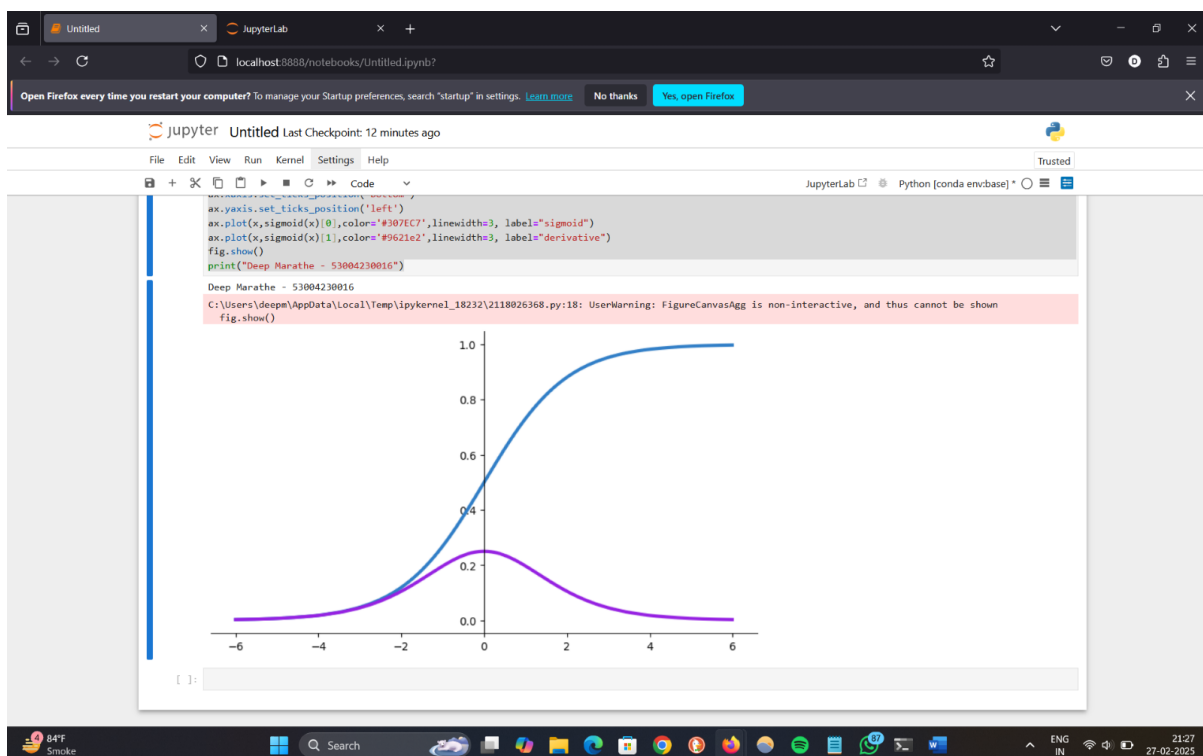 Untitled
JupyterLab
localhost:8888/notebooks/Untitled.ipynb?
Open Firefox every time you restart your computer? To manage your Startup preferences, search "startup" in settings. Learn more No thanks Yes, open Firefox
jupyter Untitled Last Checkpoint: 12 minutes ago
File Edit View Run Kernel Settings Help Trusted
Code JupyterLab Python [conda env:base] *
ax.yaxis.set_ticks_position('left')
ax.plot(x,sigmoid(x)[0],color='#307EC7',linewidth=3, label="sigmoid")
ax.plot(x,sigmoid(x)[1],color='#9621e2',linewidth=3, label="derivative")
fig.show()
print("Deep Marathe - 53004230016")
Deep Marathe - 53004230016
C:\Users\deepm\AppData\Local\Temp\ipykernel_18232\2118026368.py:18: UserWarning: FigureCanvasAgg is non-interactive, and thus cannot be shown
fig.show()
1.0
0.8
0.6
0.4
0.2
0.0
−6 −4 −2 0 2 4 6
[ ]:
4 84°F
Smoke
Search
87
ENG
IN
21:27